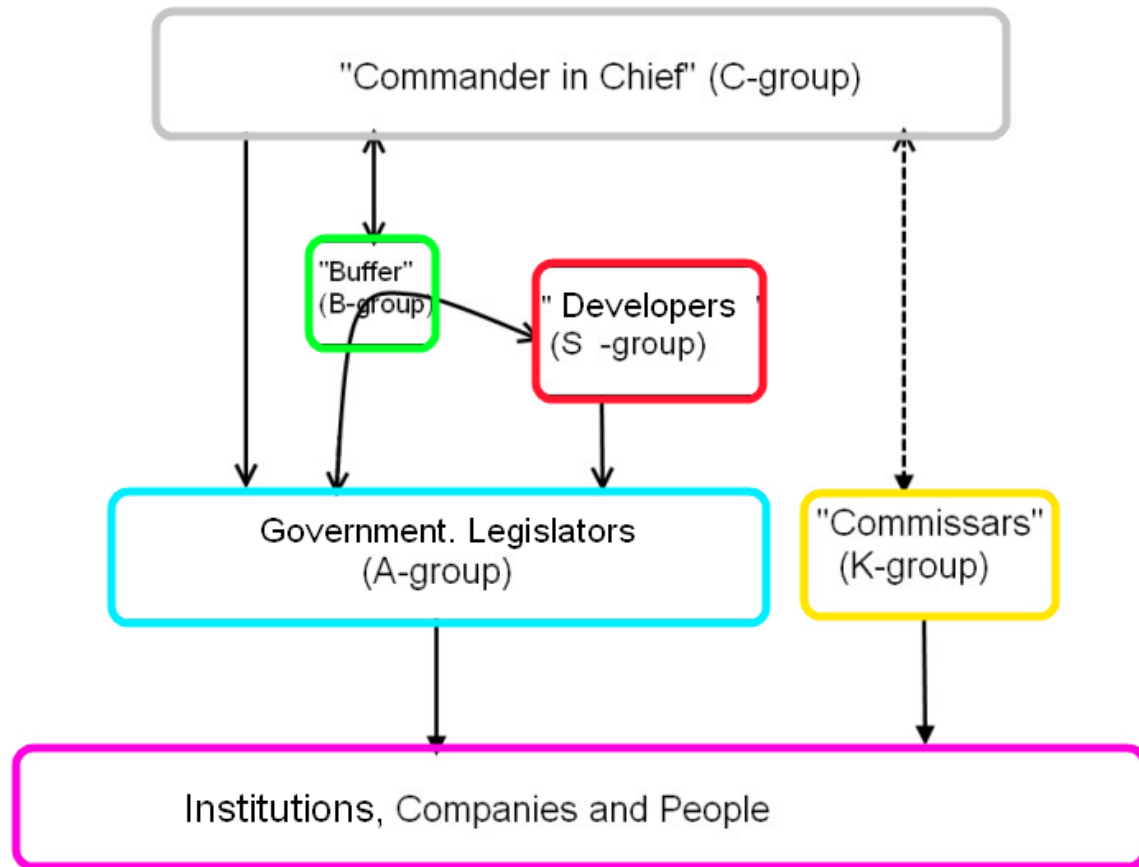 "Commander in Chief" (C-group)
"Buffer"
(B-group)
" Developers "
(S -group)
Government. Legislators
(A-group)
"Commissars"
(K-group)
Institutions, Companies and People